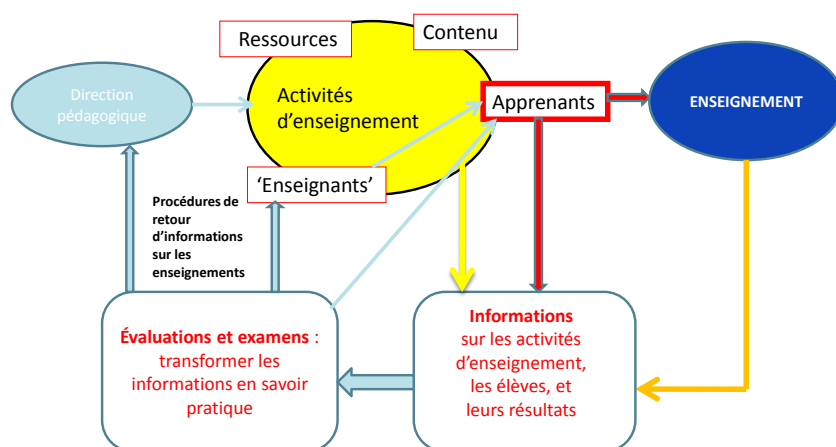 Ressources
Contenu
Direction
pédagogique
Activités
d’enseignement
Apprenants
ENSEIGNEMENT
‘Enseignants’
Procédures de
retour
d’informations
sur les
enseignements
Évaluations et examens :
transformer les
informations en savoir
pratique
Informations
sur les activités
d’enseignement,
les élèves, et
leurs résultats